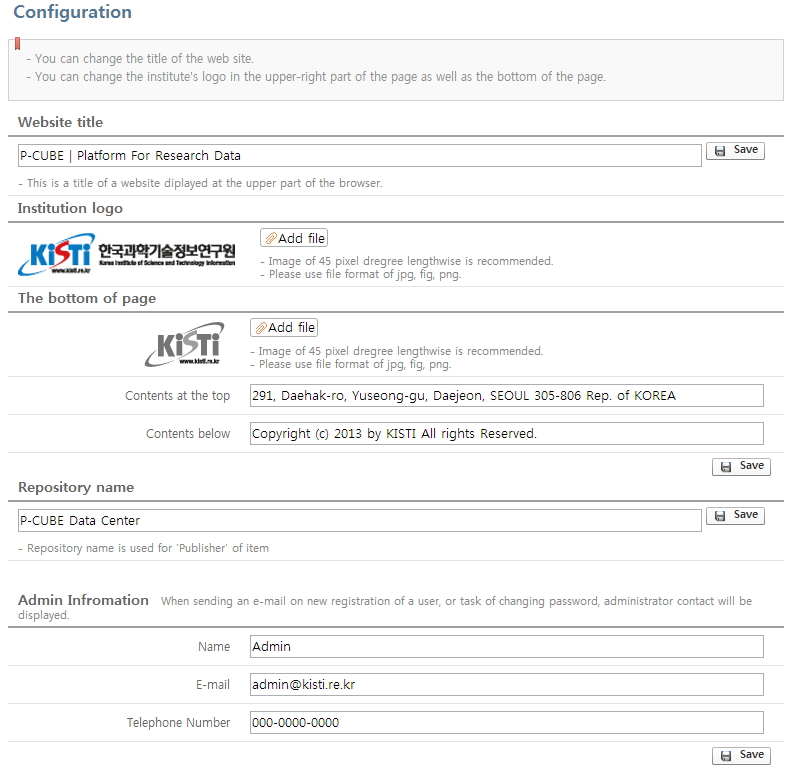 Configuration
- You can change the title of the web site.
- You can change the institute's logo in the upper-right part of the page as well as the bottom of the page.
Website title
P-CUBE | Platform For Research Data
Save
- This is a title of a website diplayed at the upper part of the browser.
Institution logo
KiSTi 한국과학기술정보연구원
www.kisti.re.kr Korea Institute of Science and Technology Information
Add file
- Image of 45 pixel dregree lengthwise is recommended.
- Please use file format of jpg, fig, png.
The bottom of page
KiSTi
www.kisti.re.kr
Add file
- Image of 45 pixel dregree lengthwise is recommended.
- Please use file format of jpg, fig, png.
Contents at the top 291, Daehak-ro, Yuseong-gu, Daejeon, SEOUL 305-806 Rep. of KOREA
Contents below Copyright (c) 2013 by KISTI All rights Reserved.
Save
Repository name
P-CUBE Data Center
Save
- Repository name is used for 'Publisher' of item
Admin Infromation When sending an e-mail on new registration of a user, or task of changing password, administrator contact will be
displayed.
Name Admin
E-mail admin@kisti.re.kr
Telephone Number 000-0000-0000
Save